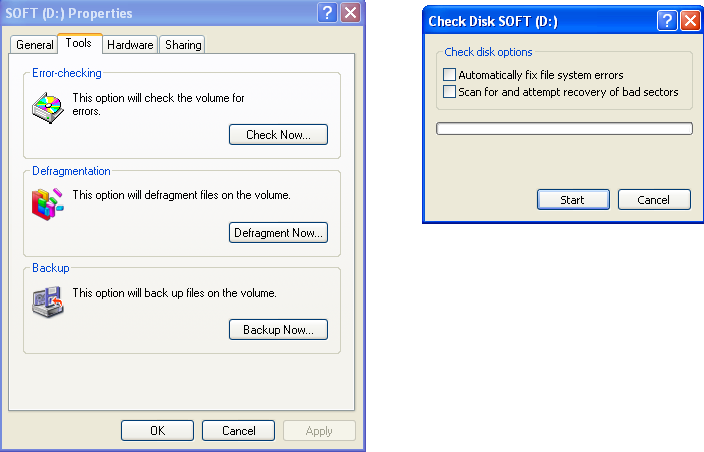 SOFT (D:) Properties
General Tools Hardware Sharing
Error-checking
This option will check the volume for
errors.
Check Now...
Defragmentation
This option will defragment files on the volume.
Defragment Now...
Backup
This option will back up files on the volume.
Backup Now...
OK Cancel Apply
Check Disk SOFT (D:)
Check disk options
Automatically fix file system errors
Scan for and attempt recovery of bad sectors
Start Cancel